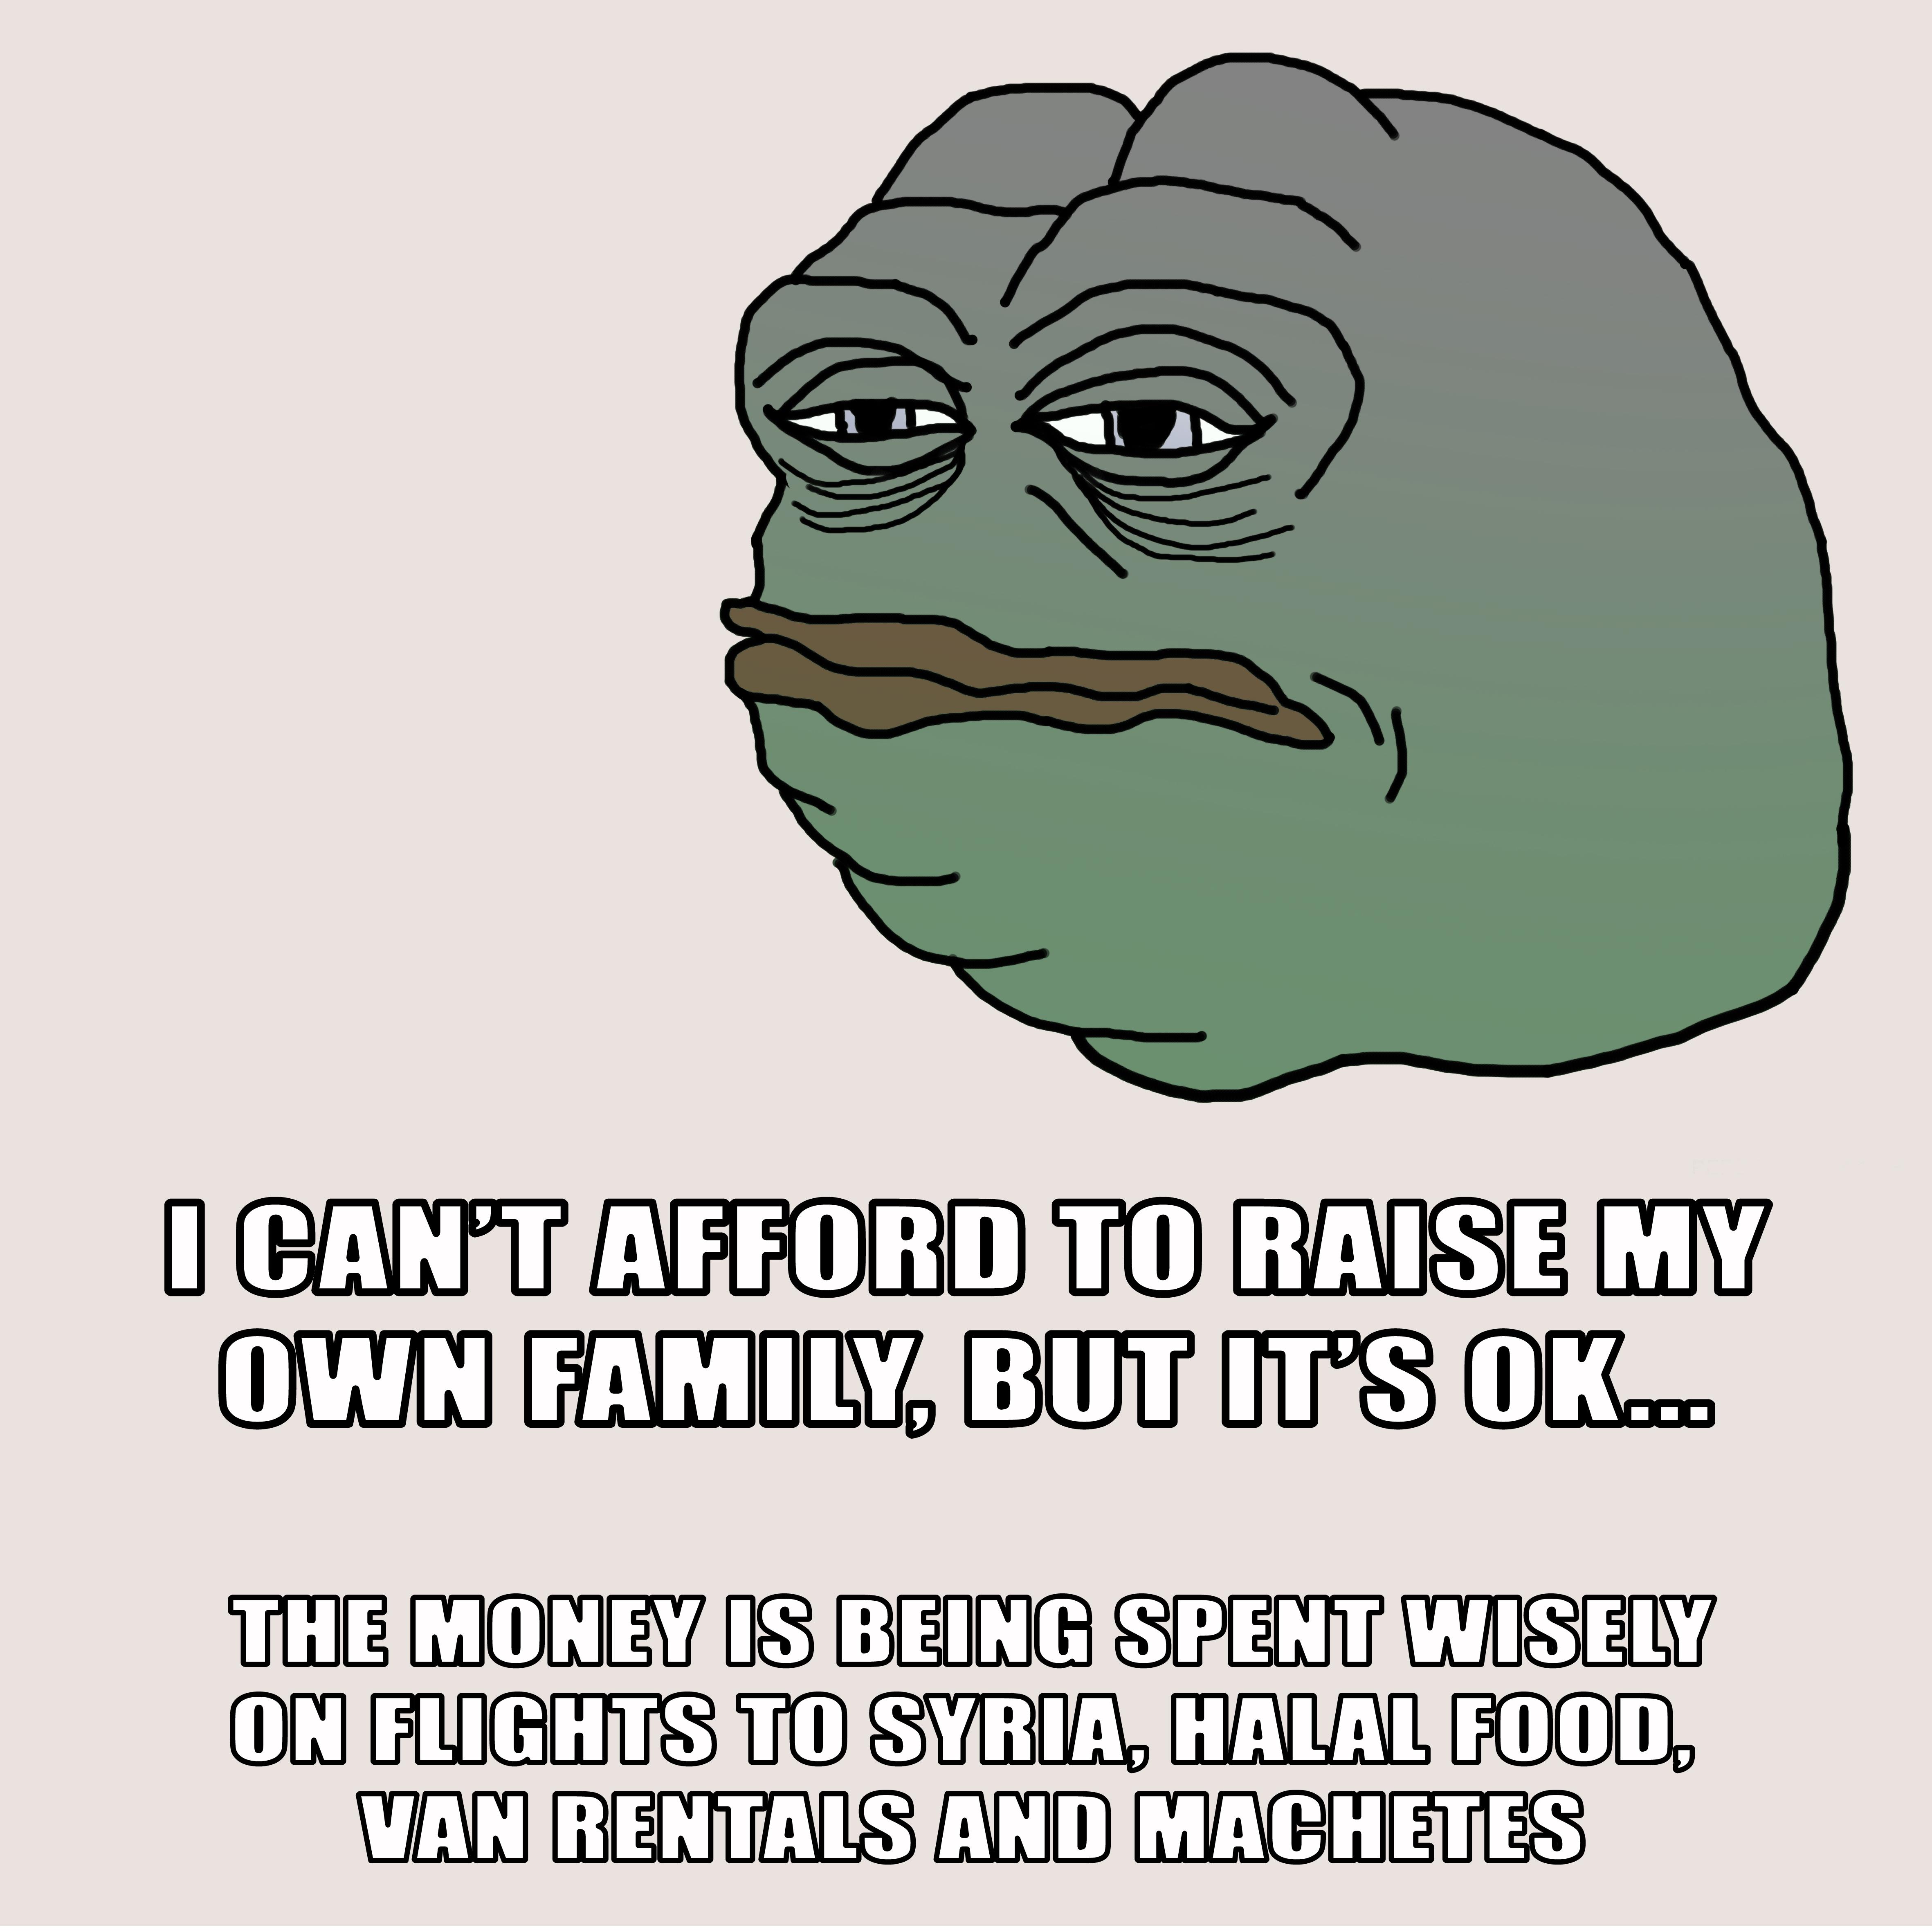 I CAN'T AFFORD TO RAISE MY
OWN FAMILY, BUT IT'S OK...
THE MONEY IS BEING SPENT WISELY
ON FLIGHTS TO SYRIA, HALAL FOOD,
VAN RENTALS AND MACHETES